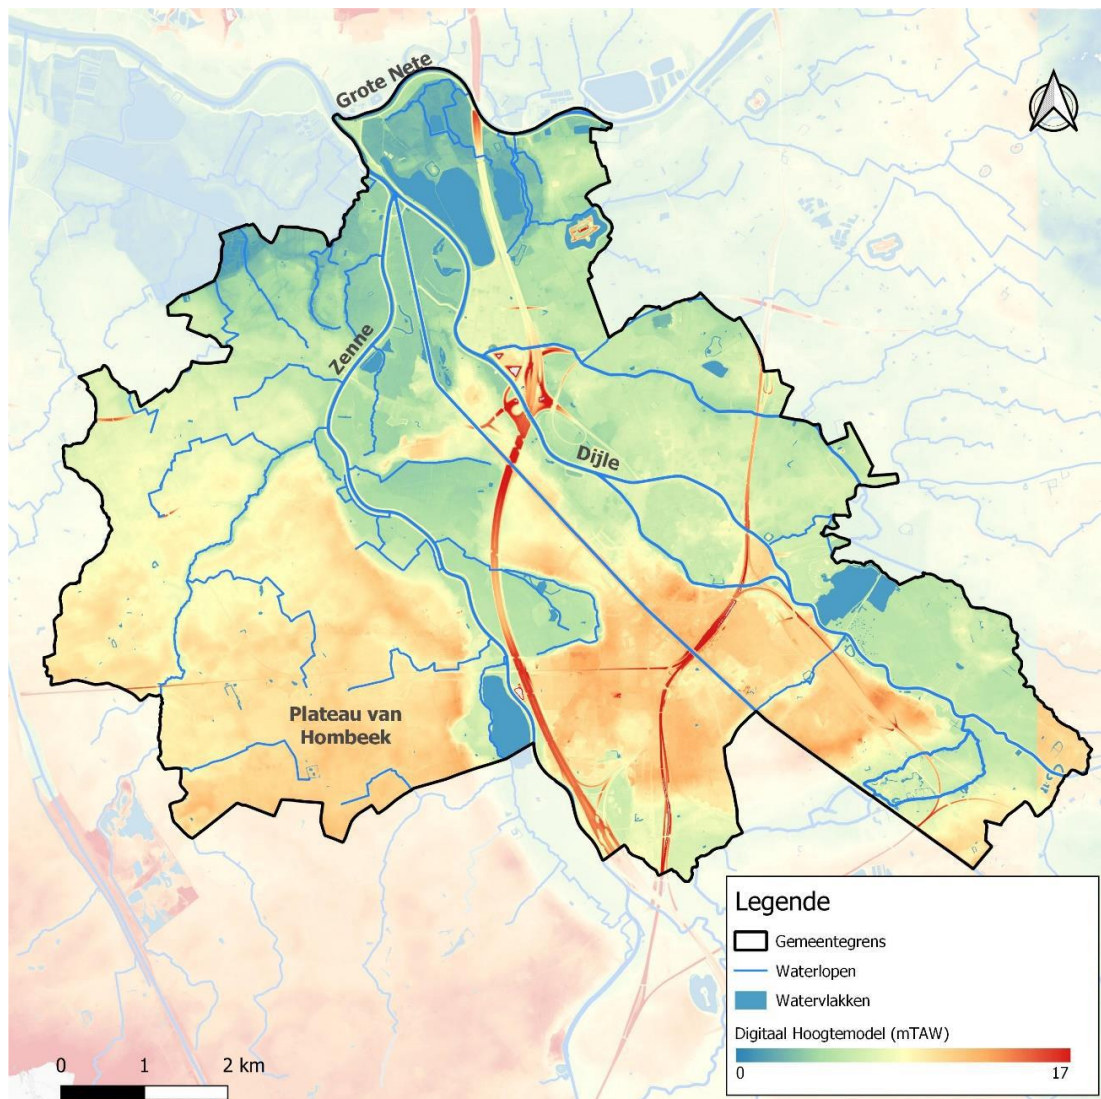 Grote Nete
Zenne
Dijle
Plateau van
Hombeek
Legende
Gemeentegrens
Waterlopen
Watervlakken
Digitaal Hoogtemodel (mTAW)
0 17
0 1 2 km